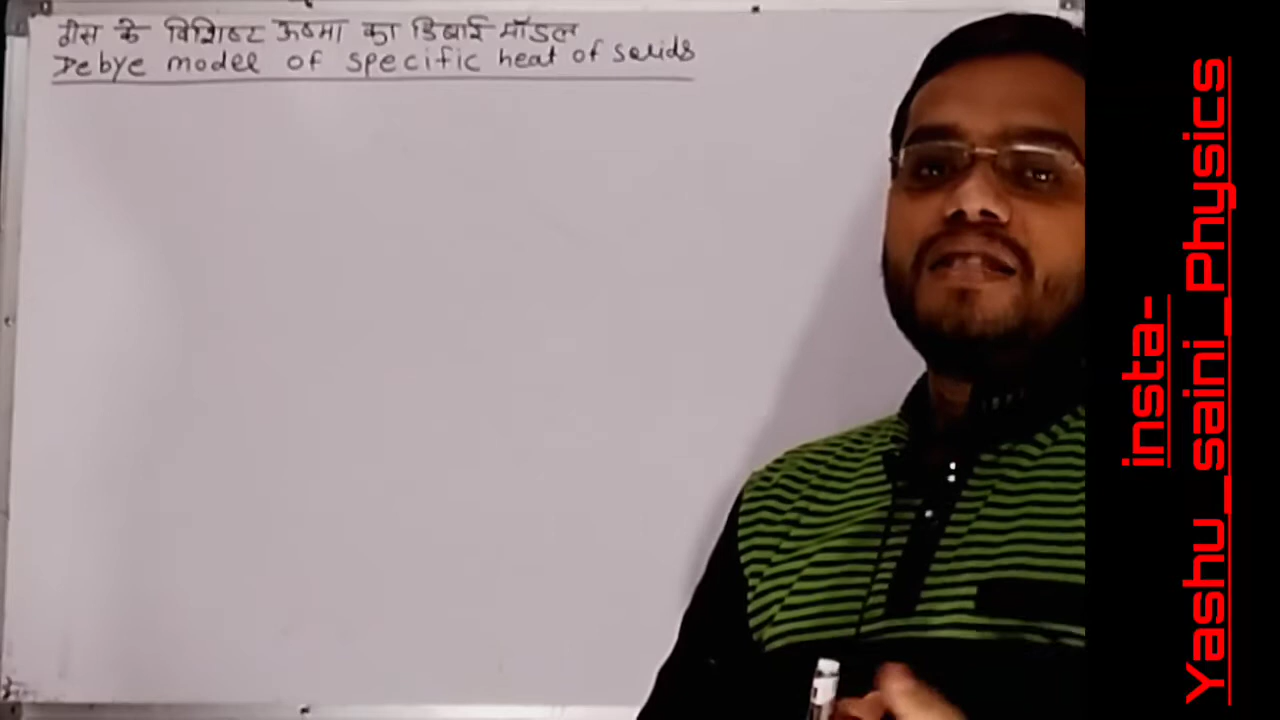 ठोस के विशिष्ट ऊष्मा का डिबाई मॉडल
Debye model of specific heat of solids
insta-
Yashu_saini_Physics